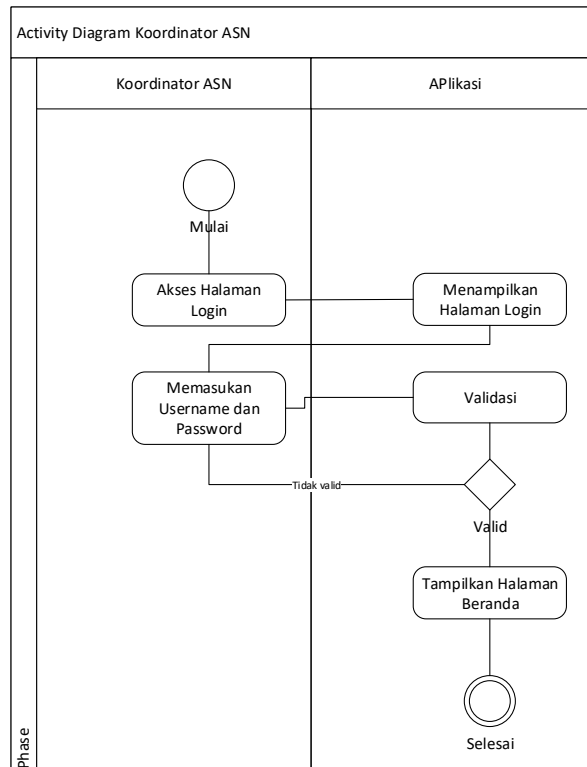 Activity Diagram Koordinator ASN
Koordinator ASN
APlikasi
Mulai
Akses Halaman
Login
Menampilkan
Halaman Login
Memasukan
Username dan
Password
Validasi
Tidak valid
Valid
Tampilkan Halaman
Beranda
Selesai
Phase